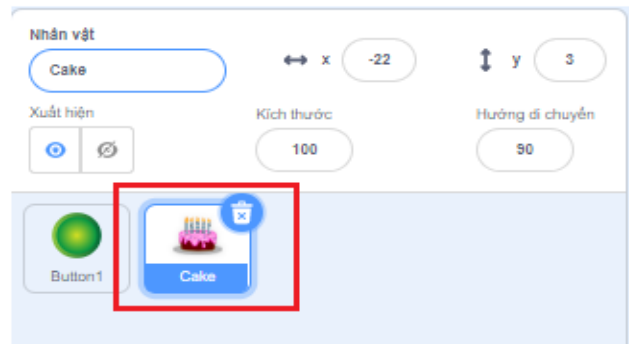 Nhân vật
Cake
x -22
y 3
Xuất hiện
Kích thước
Hướng di chuyển
100
90
Button1
Cake